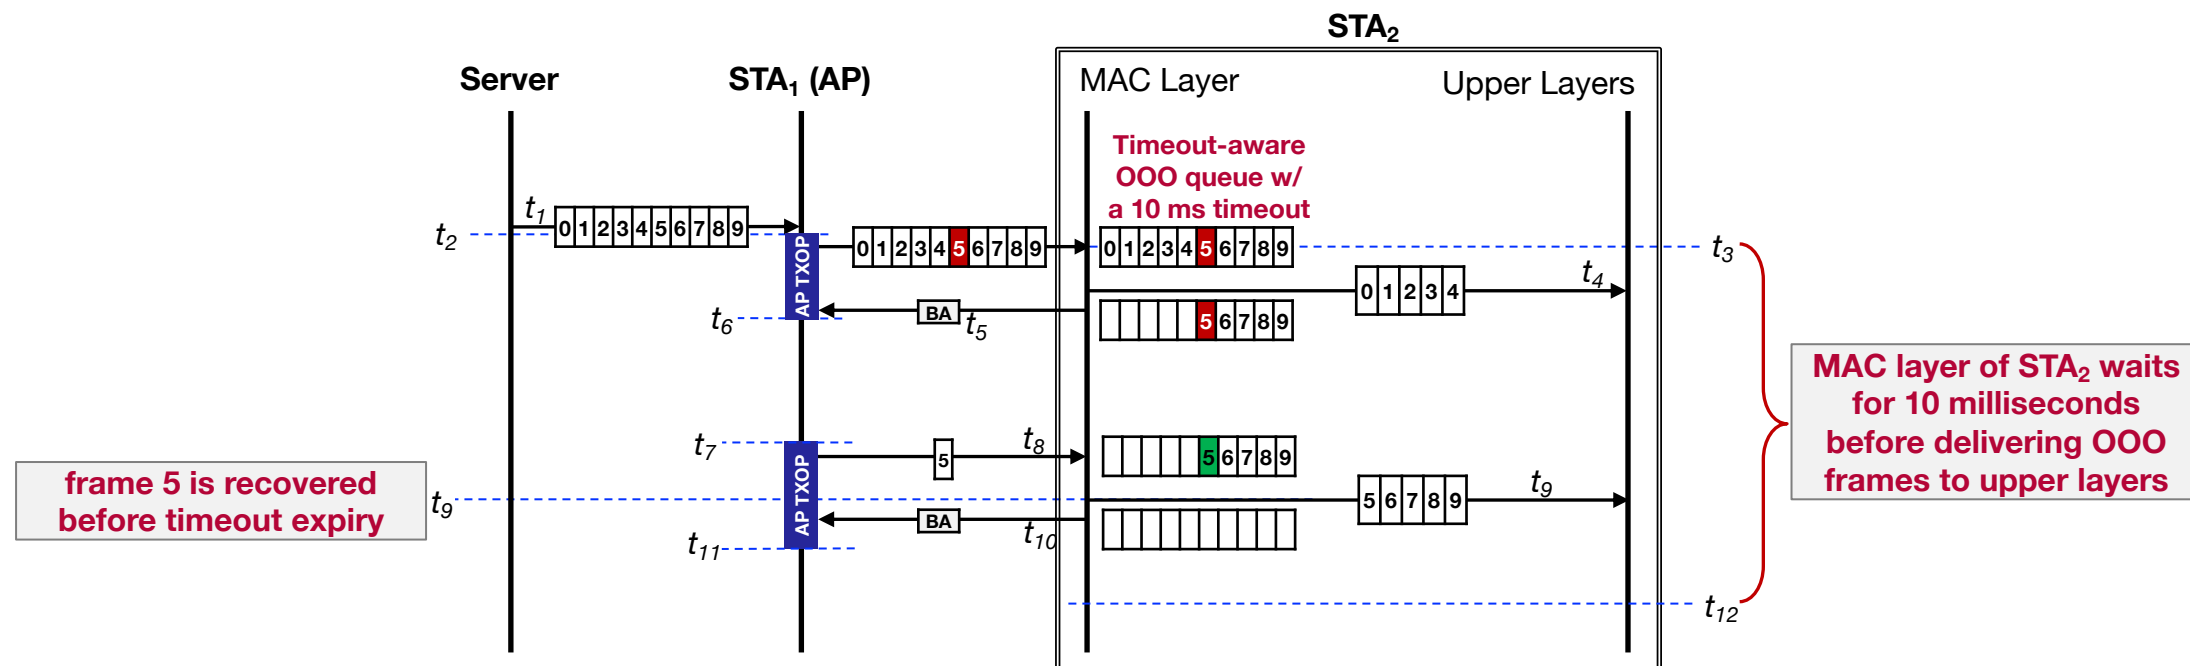 STA2
Server
STA1 (AP)
MAC Layer
Upper Layers
Timeout-aware
OOO queue w/
a 10 ms timeout
t1
0 1 2 3 4 5 6 7 8 9
t2
AP TXOP
0 1 2 3 4 5 6 7 8 9
0 1 2 3 4 5 6 7 8 9
t3
0 1 2 3 4
t4
BA
t5
t6
5 6 7 8 9
MAC layer of STA2 waits
for 10 milliseconds
before delivering OOO
frames to upper layers
t7
AP TXOP
5
t8
5 6 7 8 9
frame 5 is recovered
before timeout expiry
t9
5 6 7 8 9
t9
BA
t10
t11
t12